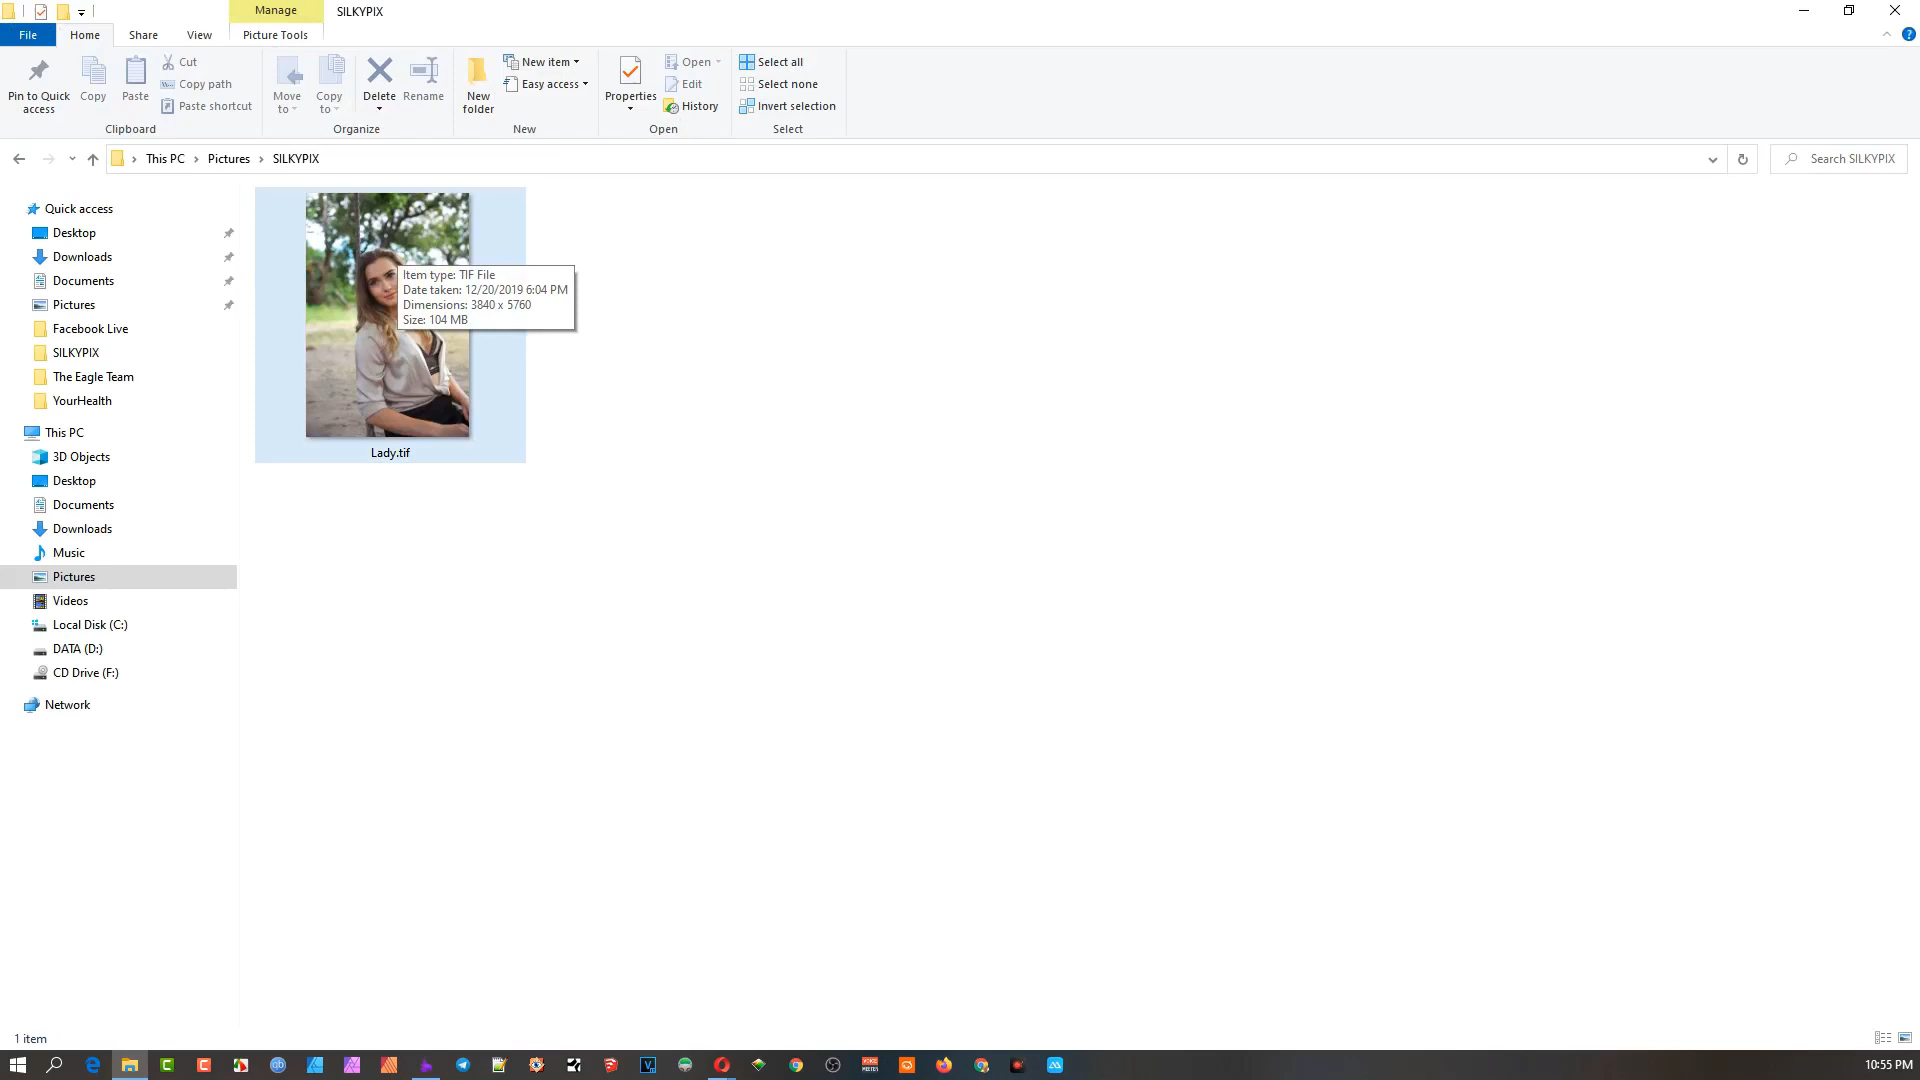 Manage
SILKYPIX
File
Home
Share
View
Picture Tools
Pin to Quick access
Copy
Paste
Cut
Copy path
Paste shortcut
Clipboard
Move to
Copy to
Delete
Rename
Organize
New folder
New item
Easy access
New
Properties
Open
Edit
History
Open
Select all
Select none
Invert selection
Select
This PC
Pictures
SILKYPIX
Search SILKYPIX
Quick access
Desktop
Downloads
Documents
Pictures
Facebook Live
SILKYPIX
The Eagle Team
YourHealth
This PC
3D Objects
Desktop
Documents
Downloads
Music
Pictures
Videos
Local Disk (C:)
DATA (D:)
CD Drive (F:)
Network
Item type: TIF File
Date taken: 12/20/2019 6:04 PM
Dimensions: 3840 x 5760
Size: 104 MB
Lady.tif
1 item
10:55 PM